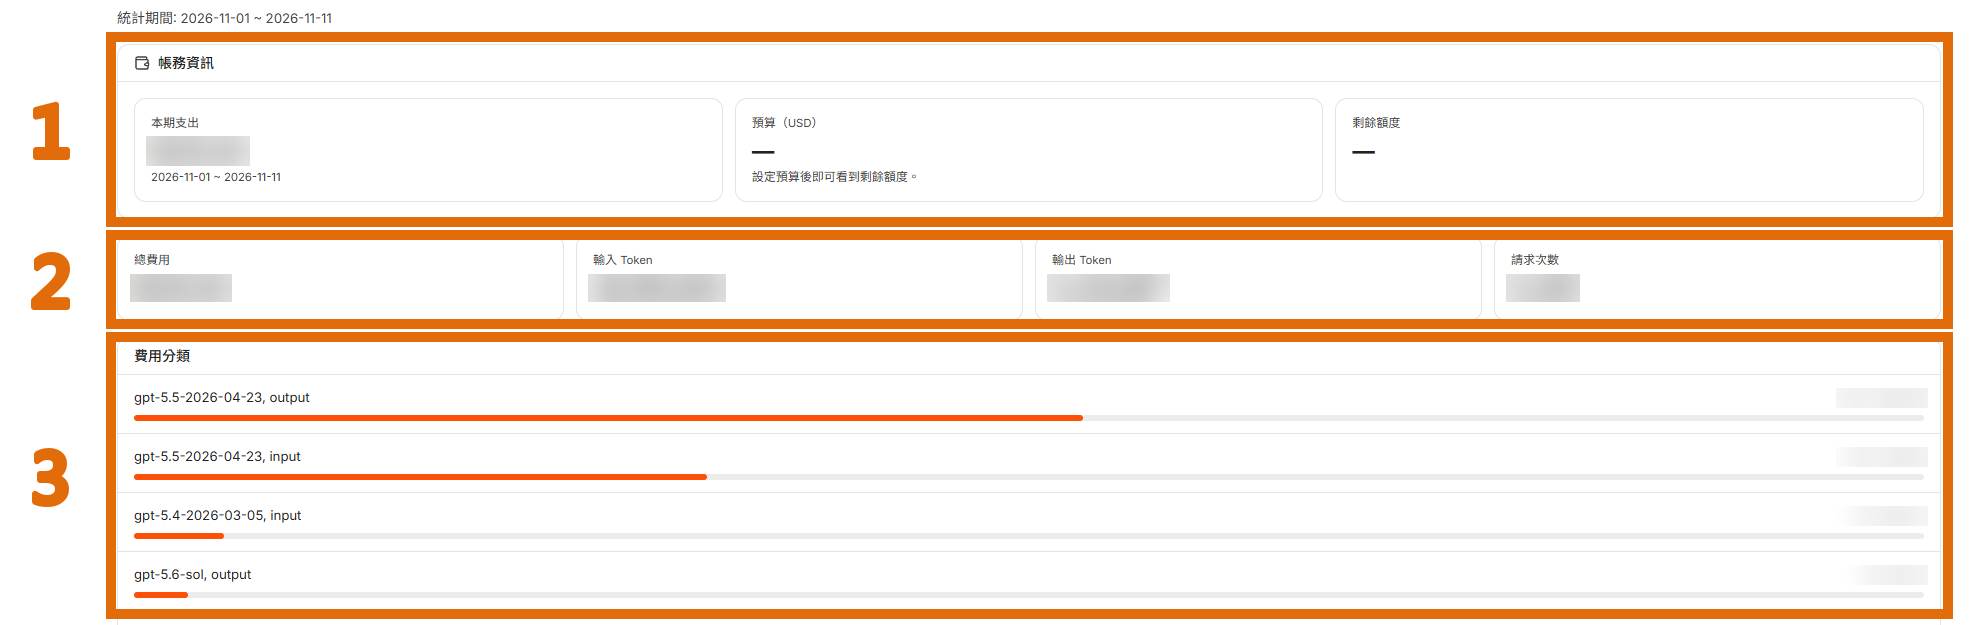 統計期間: 2026-11-01 ~ 2026-11-11
1
帳務資訊
本期支出
2026-11-01 ~ 2026-11-11
預算（USD）
—
設定預算後即可看到剩餘額度。
剩餘額度
—
2
總費用
輸入 Token
輸出 Token
請求次數
3
費用分類
gpt-5.5-2026-04-23, output
gpt-5.5-2026-04-23, input
gpt-5.4-2026-03-05, input
gpt-5.6-sol, output